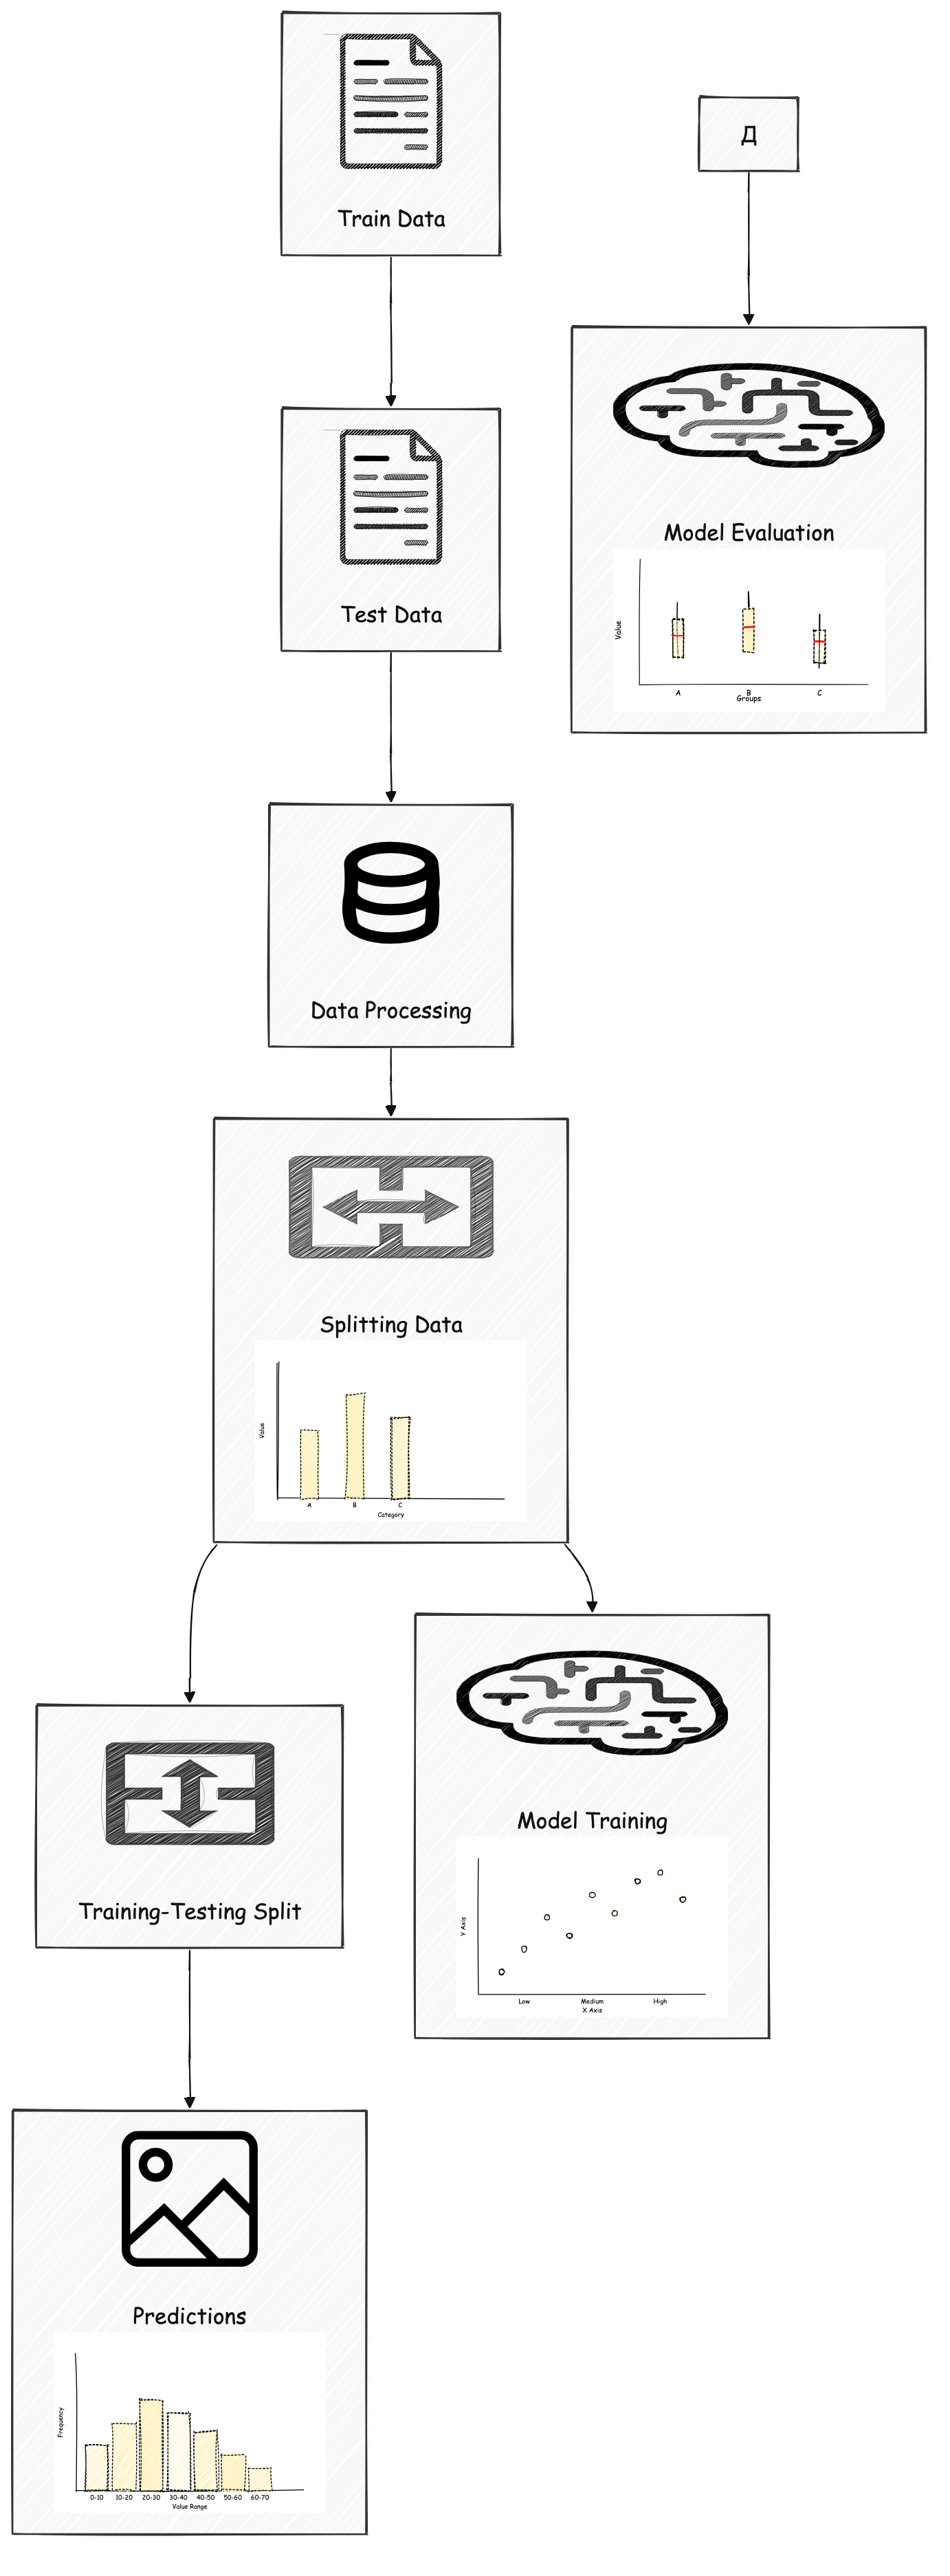 Train Data
Д
Test Data
Model Evaluation
Value
A
B
C
Groups
Data Processing
Splitting Data
Value
A
B
C
Category
Training-Testing Split
Model Training
Y Axis
Low
Medium
High
X Axis
Predictions
Frequency
0-10
10-20
20-30
30-40
40-50
50-60
60-70
Value Range